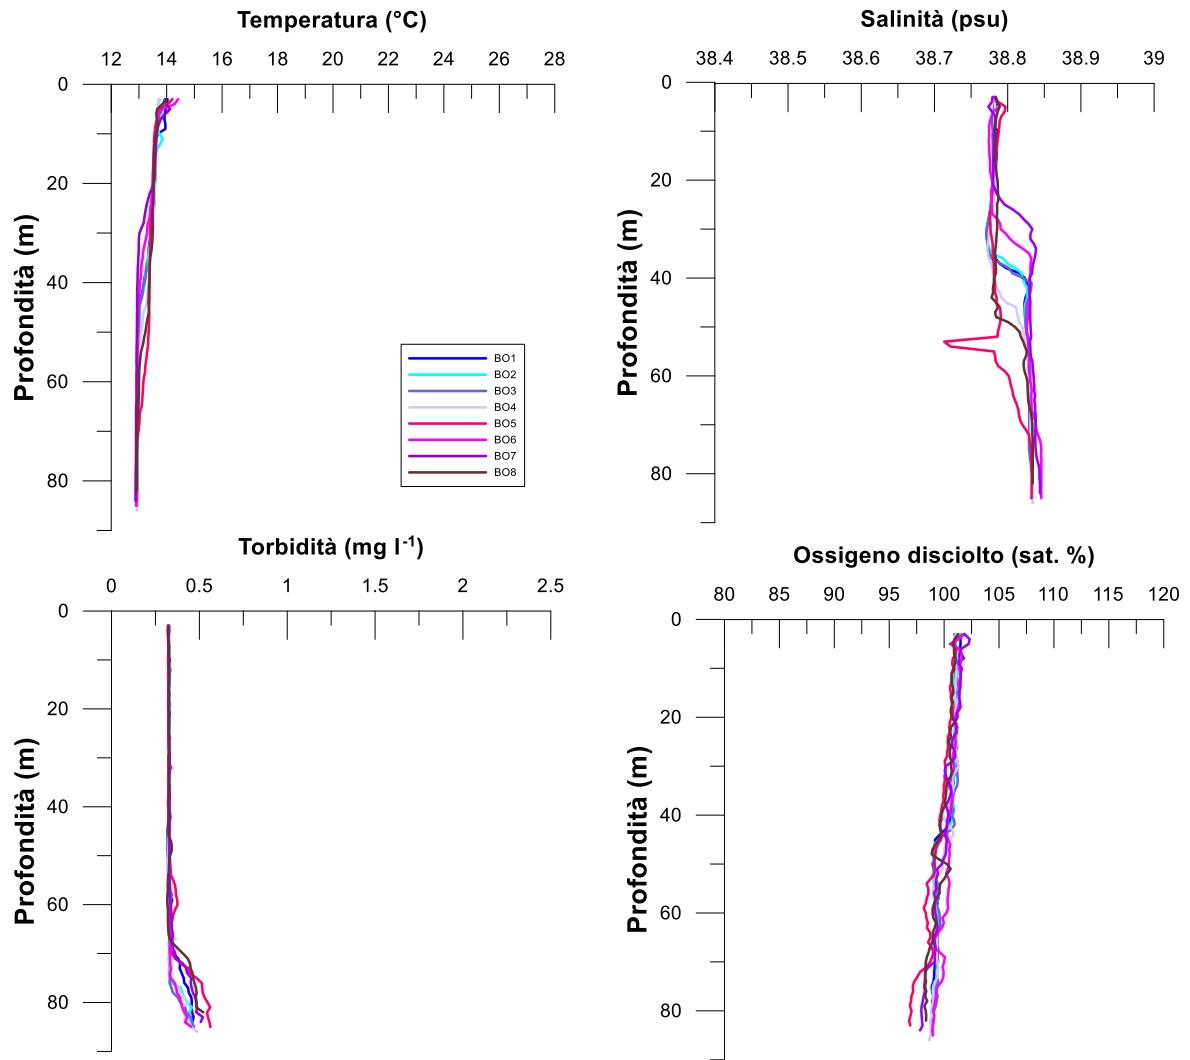 Temperatura (°C)
12 14 16 18 20 22 24 26 28
0
20
40
60
80
Profondità (m)
BO1
BO2
BO3
BO4
BO5
BO6
BO7
BO8
Salinità (psu)
38.4 38.5 38.6 38.7 38.8 38.9 39
0
20
40
60
80
Profondità (m)
Torbidità (mg l-1)
0 0.5 1 1.5 2 2.5
0
20
40
60
80
Profondità (m)
Ossigeno disciolto (sat. %)
80 85 90 95 100 105 110 115 120
0
20
40
60
80
Profondità (m)